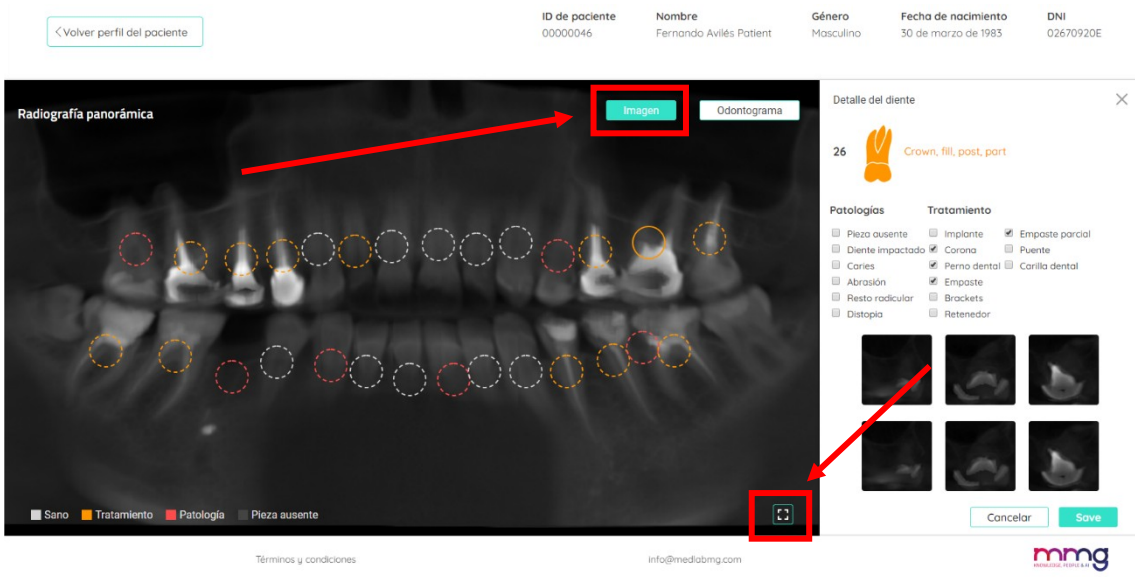 Volver perfil del paciente
ID de paciente
00000046
Nombre
Fernando Avilés Patient
Género
Masculino
Fecha de nacimiento
30 de marzo de 1983
DNI
02670920E
Radiografía panorámica
Imagen
Odontograma
Detalle del diente
26
Crown, fill, post, part
Patologías
Tratamiento
Pieza ausente
Implante
Empaste parcial
Diente impactado
Corona
Puente
Caries
Perno dental
Carilla dental
Abrasión
Empaste
Resto radicular
Brackets
Distopia
Retenedor
Sano
Tratamiento
Patología
Pieza ausente
Cancelar
Save
Términos y condiciones
info@mediabmg.com
mmg
KNOWLEDGE, PEOPLE & AI